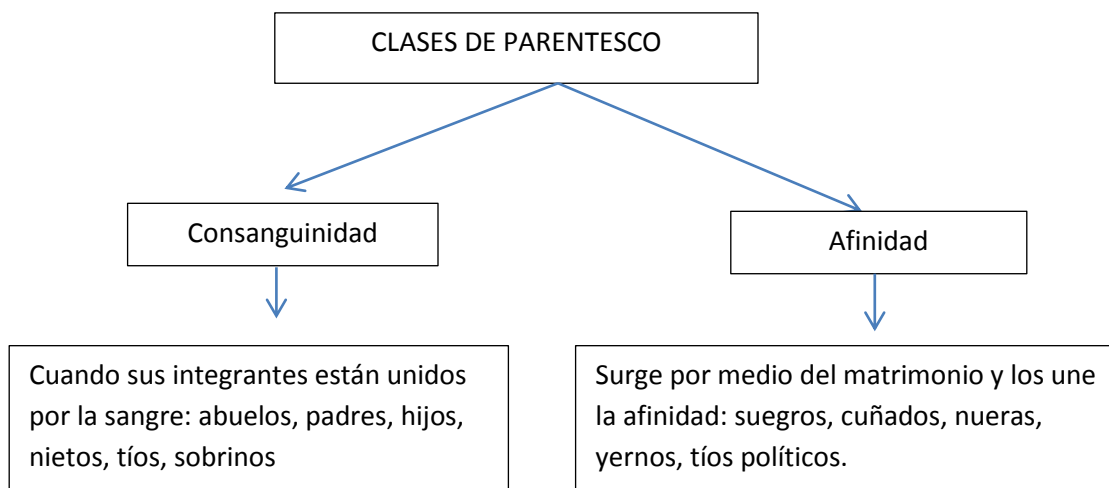 CLASES DE PARENTESCO
Consanguinidad
Afinidad
Cuando sus integrantes están unidos
por la sangre: abuelos, padres, hijos,
nietos, tíos, sobrinos
Surge por medio del matrimonio y los une
la afinidad: suegros, cuñados, nueras,
yernos, tíos políticos.